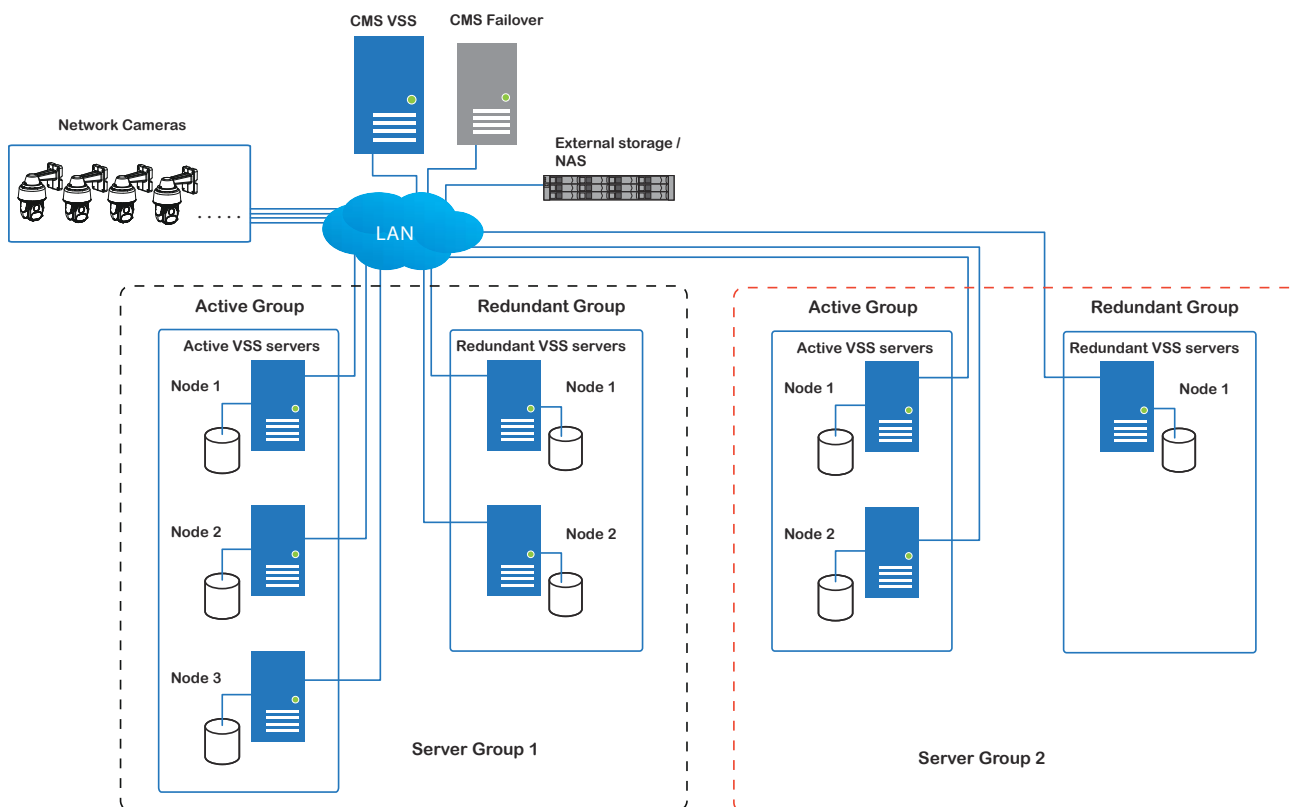 CMS VSS
CMS Failover
Network Cameras
External storage /
NAS
.....
LAN
Active Group
Redundant Group
Active VSS servers
Node 1
Node 2
Node 3
Redundant VSS servers
Node 1
Node 2
Server Group 1
Active Group
Redundant Group
Active VSS servers
Node 1
Node 2
Redundant VSS servers
Node 1
Server Group 2